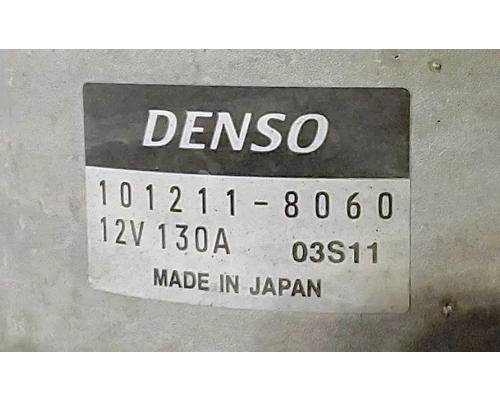 DENSO
101211-8060
12V 130A 03S11
MADE IN JAPAN